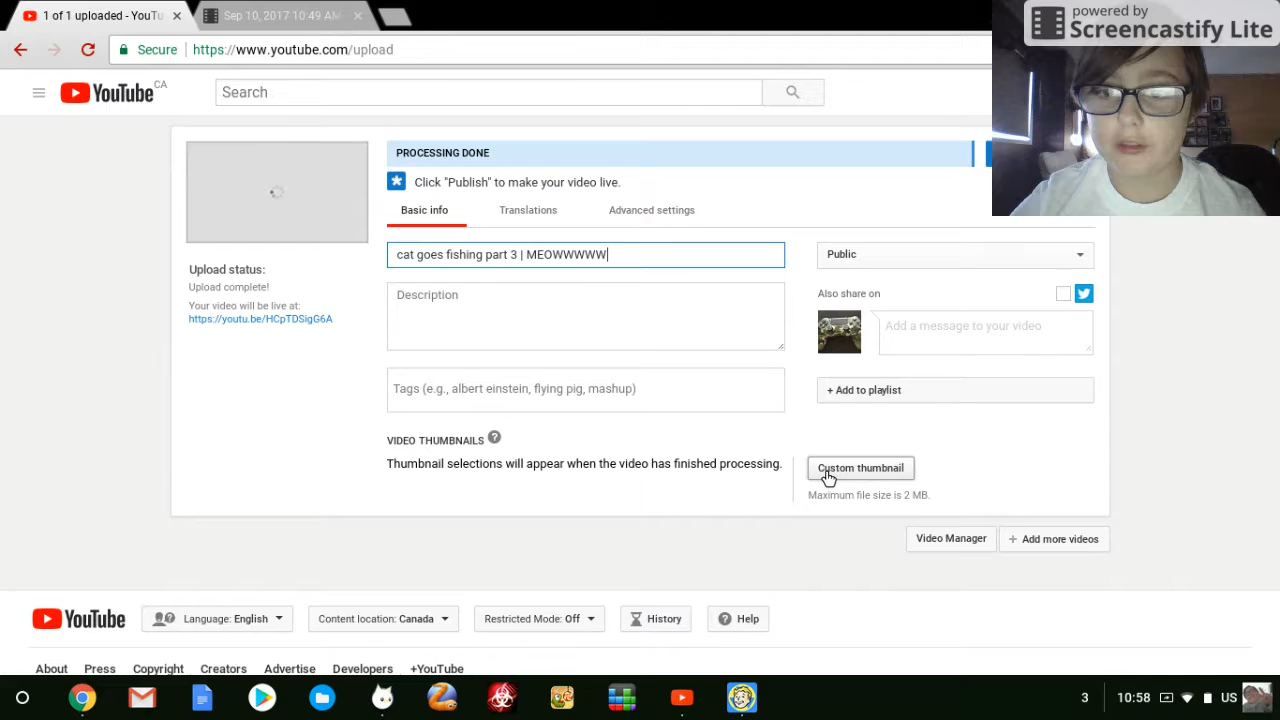 1 of 1 uploaded - YouTu
Sep 10, 2017 10:49 AM
powered by
Screencastify Lite
Secure
https://www.youtube.com/upload
YouTube CA
Search
PROCESSING DONE
Click "Publish" to make your video live.
Basic info
Translations
Advanced settings
cat goes fishing part 3 | MEOWWWWW
Public
Description
Also share on
Add a message to your video
Upload status:
Upload complete!
Your video will be live at:
https://youtu.be/HCpTDSigG6A
Tags (e.g., albert einstein, flying pig, mashup)
+ Add to playlist
VIDEO THUMBNAILS ?
Thumbnail selections will appear when the video has finished processing.
Custom thumbnail
Maximum file size is 2 MB.
Video Manager
+ Add more videos
YouTube
Language: English
Content location: Canada
Restricted Mode: Off
History
? Help
About
Press
Copyright
Creators
Advertise
Developers
+YouTube
3
10:58
US